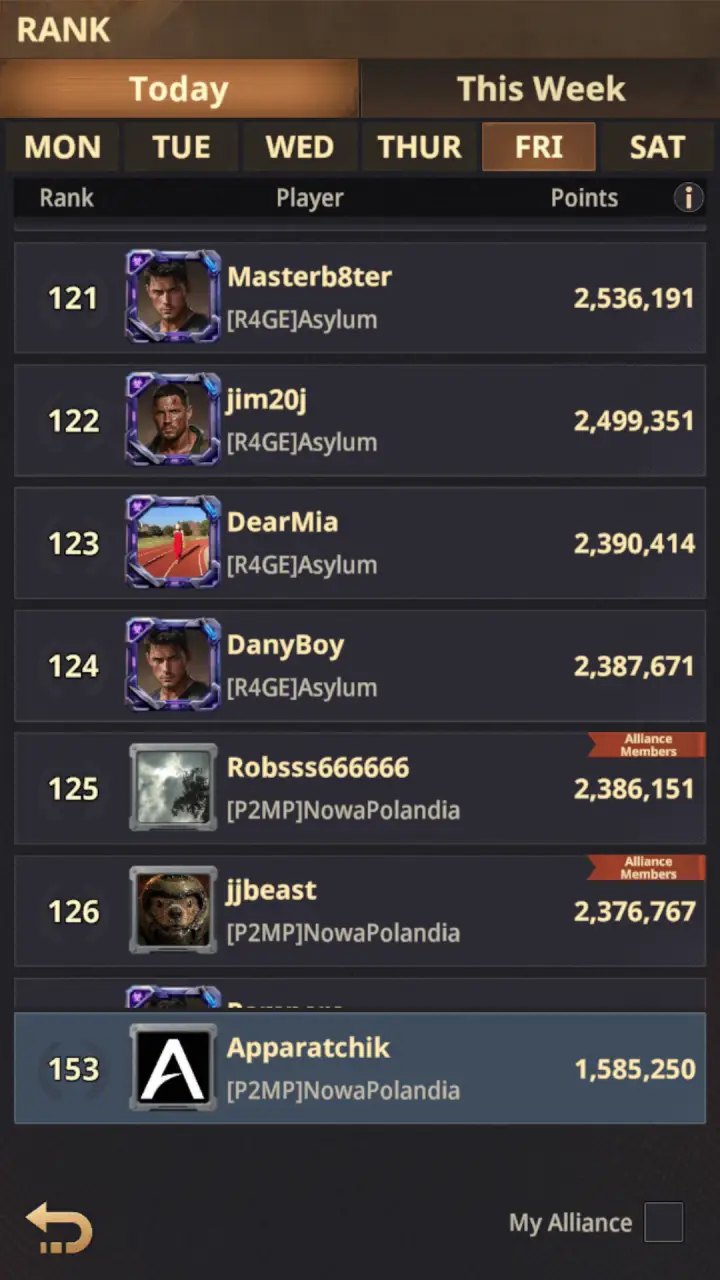 RANK
Today
This Week
MON TUE WED THUR FRI SAT
Rank Player Points i
121 Masterb8ter 2,536,191
[R4GE]Asylum
122 jim20j 2,499,351
[R4GE]Asylum
123 DearMia 2,390,414
[R4GE]Asylum
124 DanyBoy 2,387,671
[R4GE]Asylum
Alliance
Members
125 Robsss666666 2,386,151
[P2MP]NowaPolandia
Alliance
Members
126 jjbeast 2,376,767
[P2MP]NowaPolandia
153 Apparatchik 1,585,250
[P2MP]NowaPolandia
My Alliance